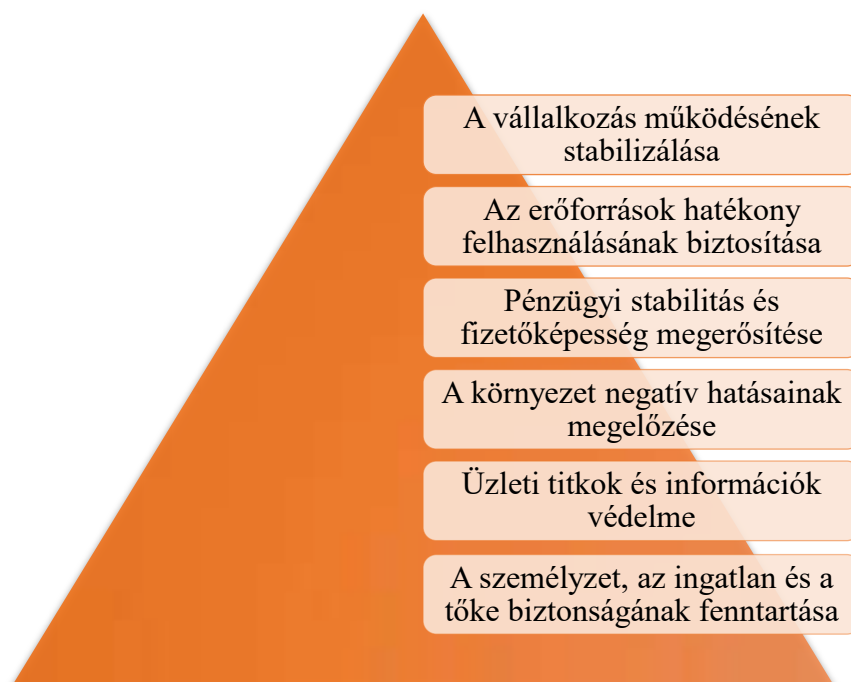 A vállalkozás működésének
stabilizálása
Az erőforrások hatékony
felhasználásának biztosítása
Pénzügyi stabilitás és
fizetőképesség megerősítése
A környezet negatív hatásainak
megelőzése
Üzleti titkok és információk
védelme
A személyzet, az ingatlan és a
tőke biztonságának fenntartása